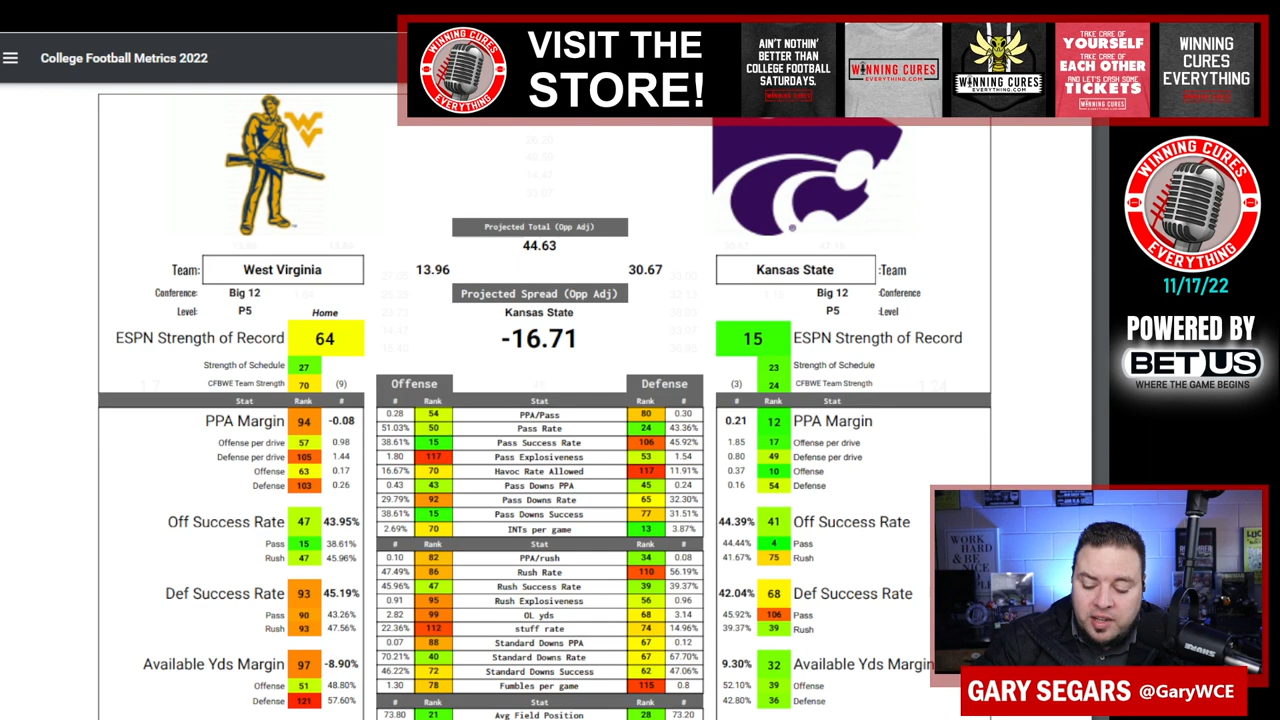 College Football Metrics 2022
WINNING CURES
EVERYTHING
VISIT THE
STORE!
AIN'T NOTHIN'
BETTER THAN
COLLEGE FOOTBALL
SATURDAYS.
WINNING CURES
EVERYTHING.COM
WINNING CURES
EVERYTHING.COM
TAKE CARE OF
YOURSELF
TAKE CARE OF
EACH OTHER
AND LET'S CASH SOME
TICKETS
WINNING CURES
WINNING
CURES
EVERYTHING
WINNING CURES
EVERYTHING
11/17/22
POWERED BY
BETUS
WHERE THE GAME BEGINS
WV
Projected Total (Opp Adj)
44.63
13.96 30.67
Team: West Virginia
Kansas State :Team
Conference: Big 12
Big 12 :Conference
Level: P5
P5 :Level
Home
Projected Spread (Opp Adj)
Kansas State
-16.71
ESPN Strength of Record 64
15 ESPN Strength of Record
Strength of Schedule 27
23 Strength of Schedule
CFBWE Team Strength 70 (9)
(3) 24 CFBWE Team Strength
Stat Rank #
PPA Margin 94 -0.08
Offense per drive 57 0.98
Defense per drive 105 1.44
Offense 63 0.17
Defense 103 0.26
Off Success Rate 47 43.95%
Pass 15 38.61%
Rush 47 45.96%
Def Success Rate 93 45.19%
Pass 90 43.26%
Rush 93 47.56%
Available Yds Margin 97 -8.90%
Offense 51 48.80%
Defense 121 57.60%
Offense Defense
# Rank Stat Rank #
0.28 54 PPA/Pass 80 0.30
51.03% 50 Pass Rate 24 43.36%
38.61% 15 Pass Success Rate 106 45.92%
1.80 117 Pass Explosiveness 53 1.54
16.67% 70 Havoc Rate Allowed 117 11.91%
0.43 43 Pass Downs PPA 45 0.24
29.79% 92 Pass Downs Rate 65 32.30%
38.61% 15 Pass Downs Success 77 31.51%
2.69% 70 INTs per game 13 3.87%
# Rank Stat Rank #
0.10 82 PPA/rush 34 0.08
47.49% 86 Rush Rate 110 56.19%
45.96% 47 Rush Success Rate 39 39.37%
0.91 95 Rush Explosiveness 56 0.96
2.82 99 OL yds 68 3.14
22.36% 112 stuff rate 74 14.96%
0.07 88 Standard Downs PPA 67 0.12
70.21% 40 Standard Downs Rate 67 67.70%
46.22% 72 Standard Downs Success 62 47.06%
1.30 78 Fumbles per game 115 0.8
# Rank Stat Rank #
73.80 21 Avg Field Position 28 73.20
# Rank Stat
0.21 12 PPA Margin
1.85 17 Offense per drive
0.80 49 Defense per drive
0.37 10 Offense
0.16 54 Defense
44.39% 41 Off Success Rate
44.44% 4 Pass
41.67% 75 Rush
42.04% 68 Def Success Rate
45.92% 106 Pass
39.37% 39 Rush
9.30% 32 Available Yds Margin
52.10% 39 Offense
42.80% 36 Defense
WORK
HARD &
BE
GARY SEGARS @GaryWCE